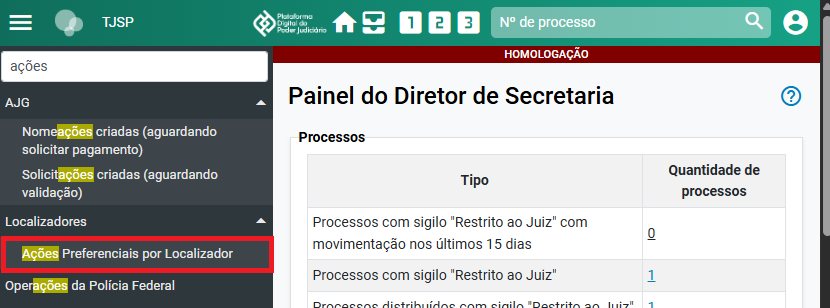 TJSP
Plataforma
Digital do
Poder Judiciário
1 2 3
Nº de processo
ações
HOMOLOGAÇÃO
AJG
Nomeações criadas (aguardando
solicitar pagamento)
Solicitações criadas (aguardando
validação)
Localizadores
Ações Preferenciais por Localizador
Operações da Polícia Federal
Painel do Diretor de Secretaria
?
Processos
Tipo
Quantidade de
processos
Processos com sigilo "Restrito ao Juiz" com
movimentação nos últimos 15 dias
0
Processos com sigilo "Restrito ao Juiz"
1
Processos distribuídos com sigilo "Restrito ao Juiz"
1